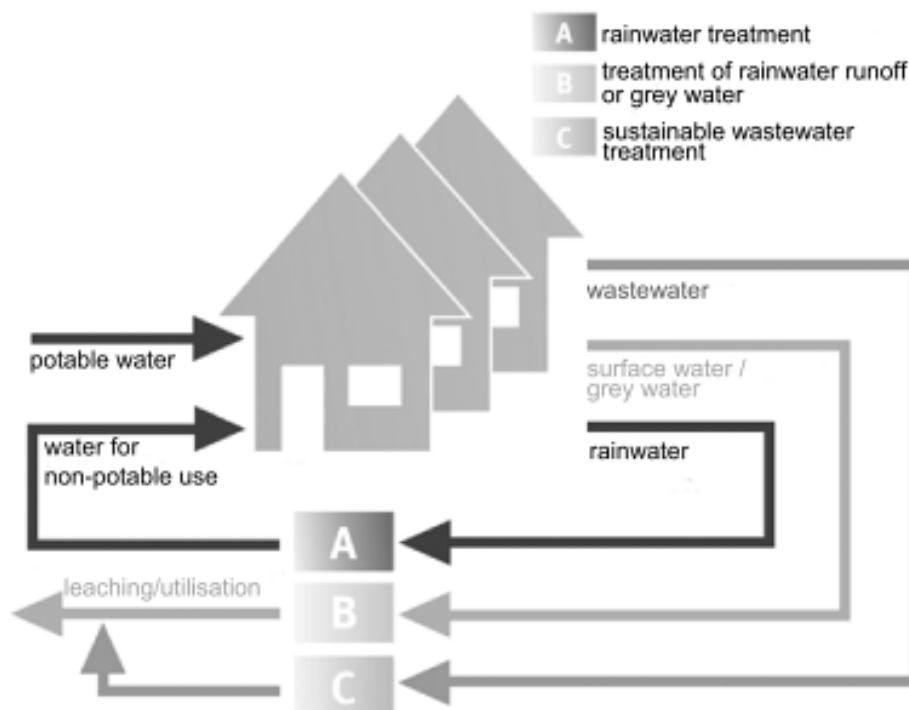 A rainwater treatment
B treatment of rainwater runoff
or grey water
C sustainable wastewater
treatment
wastewater
potable water
surface water /
grey water
water for
non-potable use
rainwater
A
leaching/utilisation
B
C